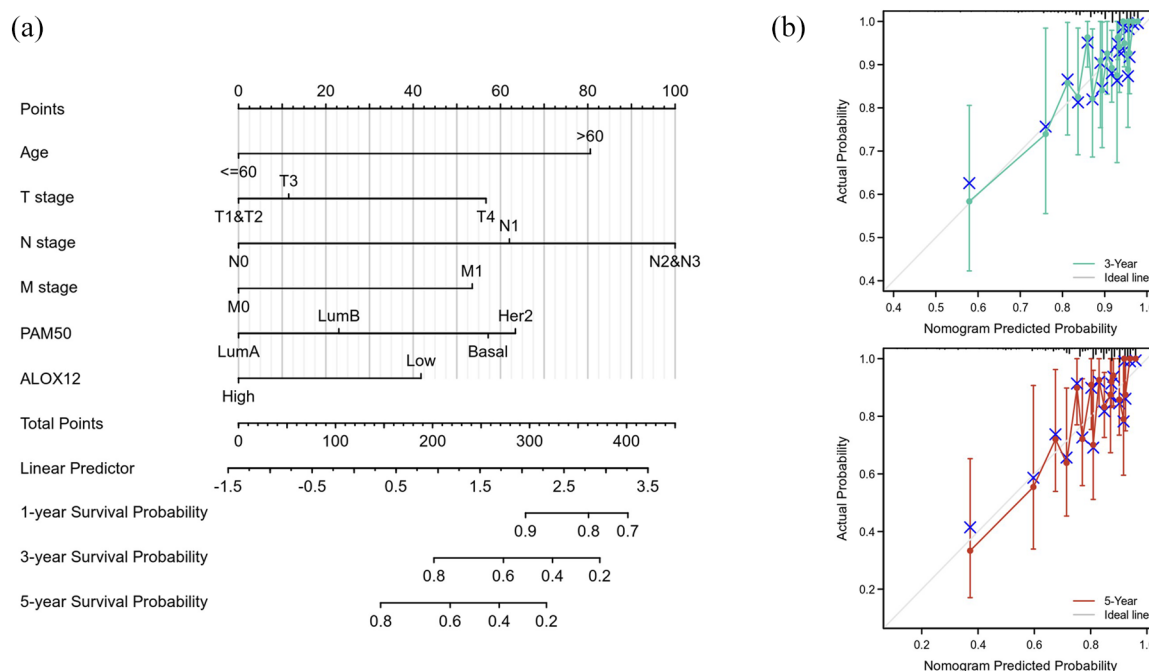 (a)
Points 0 20 40 60 80 100
Age <=60 >60
T stage T1&T2 T3 T4
N stage N0 N1 N2&N3
M stage M0 M1
PAM50 LumA LumB Basal Her2
ALOX12 High Low
Total Points 0 100 200 300 400
Linear Predictor -1.5 -0.5 0.5 1.5 2.5 3.5
1-year Survival Probability 0.9 0.8 0.7
3-year Survival Probability 0.8 0.6 0.4 0.2
5-year Survival Probability 0.8 0.6 0.4 0.2
(b)
Actual Probability
1.0
0.9
0.8
0.7
0.6
0.5
0.4
3-Year
Ideal line
0.4 0.5 0.6 0.7 0.8 0.9 1.0
Nomogram Predicted Probability
Actual Probability
1.0
0.8
0.6
0.4
0.2
5-Year
Ideal line
0.2 0.4 0.6 0.8 1.0
Nomogram Predicted Probability